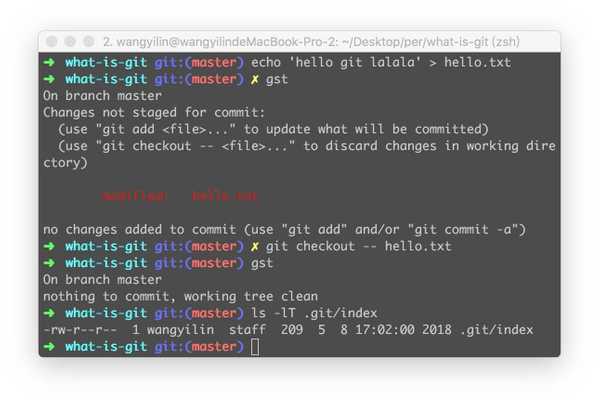 2. wangyilin@wangyilindeMacBook-Pro-2: ~/Desktop/per/what-is-git (zsh)
➜ what-is-git git:(master) echo 'hello git lalala' > hello.txt
➜ what-is-git git:(master) ✗ gst
On branch master
Changes not staged for commit:
  (use "git add <file>..." to update what will be committed)
  (use "git checkout -- <file>..." to discard changes in working dire
ctory)
modified: hello.txt
no changes added to commit (use "git add" and/or "git commit -a")
➜ what-is-git git:(master) ✗ git checkout -- hello.txt
➜ what-is-git git:(master) gst
On branch master
nothing to commit, working tree clean
➜ what-is-git git:(master) ls -lT .git/index
-rw-r--r--  1 wangyilin  staff  209  5  8 17:02:00 2018 .git/index
➜ what-is-git git:(master)